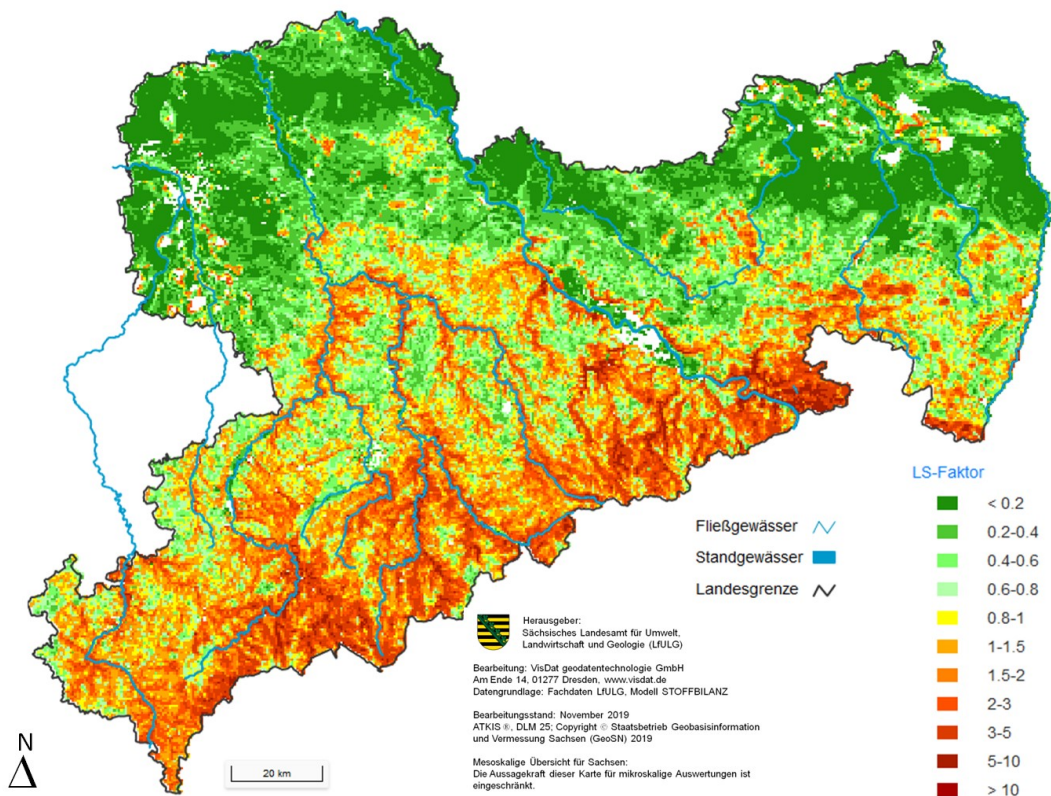 LS-Faktor
< 0.2
0.2-0.4
0.4-0.6
0.6-0.8
0.8-1
1-1.5
1.5-2
2-3
3-5
5-10
> 10
Fließgewässer
Standgewässer
Landesgrenze
Herausgeber:
Sächsisches Landesamt für Umwelt,
Landwirtschaft und Geologie (LfULG)
Bearbeitung: VisDat geodatentechnologie GmbH
Am Ende 14, 01277 Dresden, www.visdat.de
Datengrundlage: Fachdaten LfULG, Modell STOFFBILANZ
Bearbeitungsstand: November 2019
ATKIS ®, DLM 25; Copyright © Staatsbetrieb Geobasisinformation
und Vermessung Sachsen (GeoSN) 2019
Mesoskalige Übersicht für Sachsen:
Die Aussagekraft dieser Karte für mikroskalige Auswertungen ist
eingeschränkt.
N
20 km